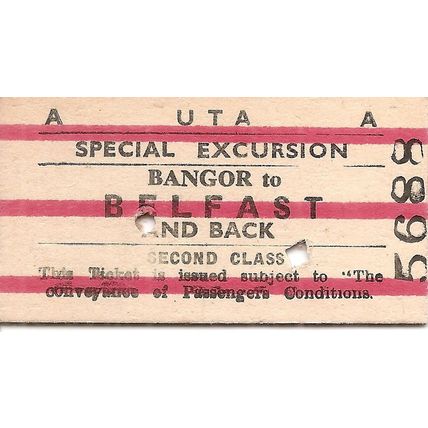 A UTA A
SPECIAL EXCURSION
BANGOR to
BELFAST
AND BACK
SECOND CLASS
This Ticket is issued subject to "The
conveyance of Passengers Conditions.
5688